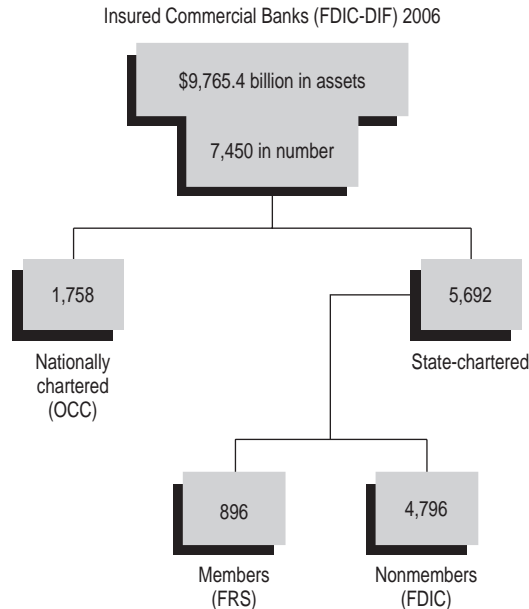 Insured Commercial Banks (FDIC-DIF) 2006
$9,765.4 billion in assets
7,450 in number
1,758
5,692
Nationally
chartered
(OCC)
State-chartered
896
4,796
Members
(FRS)
Nonmembers
(FDIC)